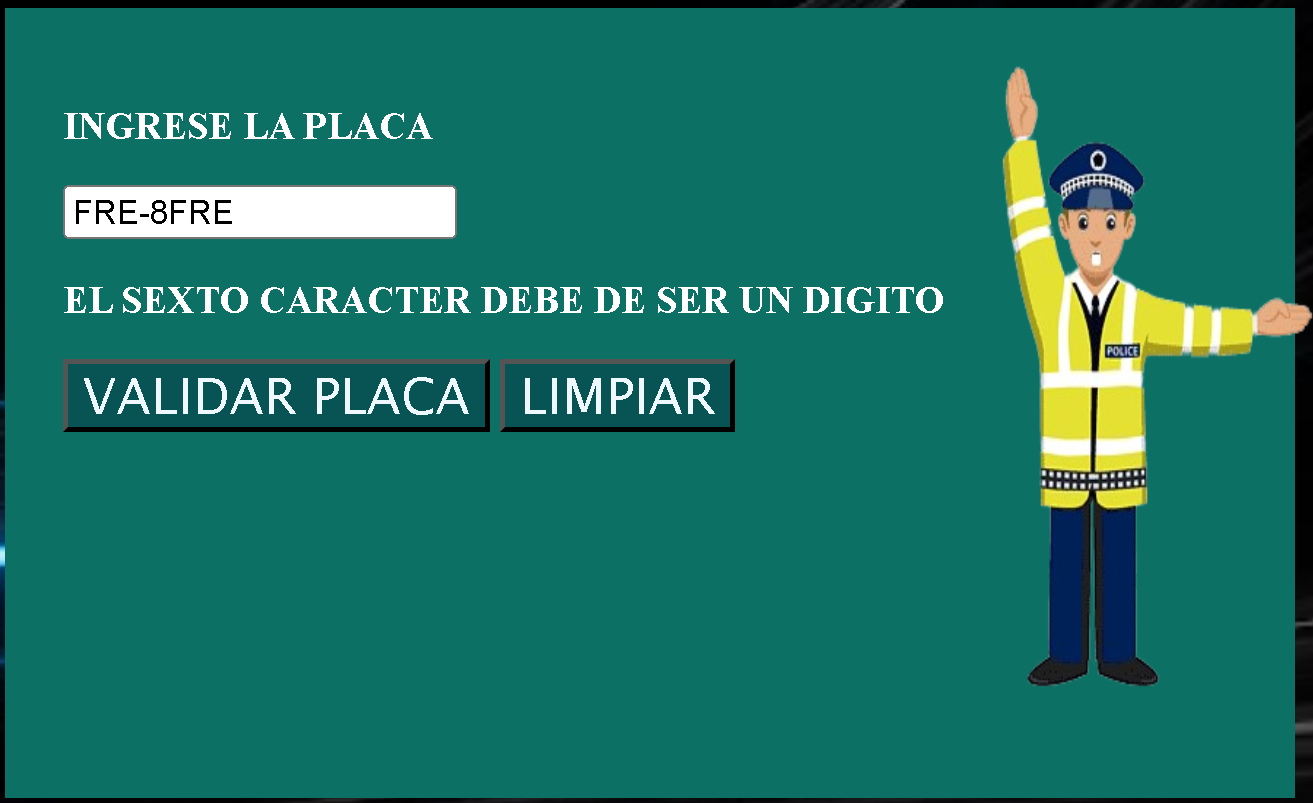 INGRESE LA PLACA
FRE-8FRE
EL SEXTO CARACTER DEBE DE SER UN DIGITO
VALIDAR PLACA LIMPIAR
POLICE